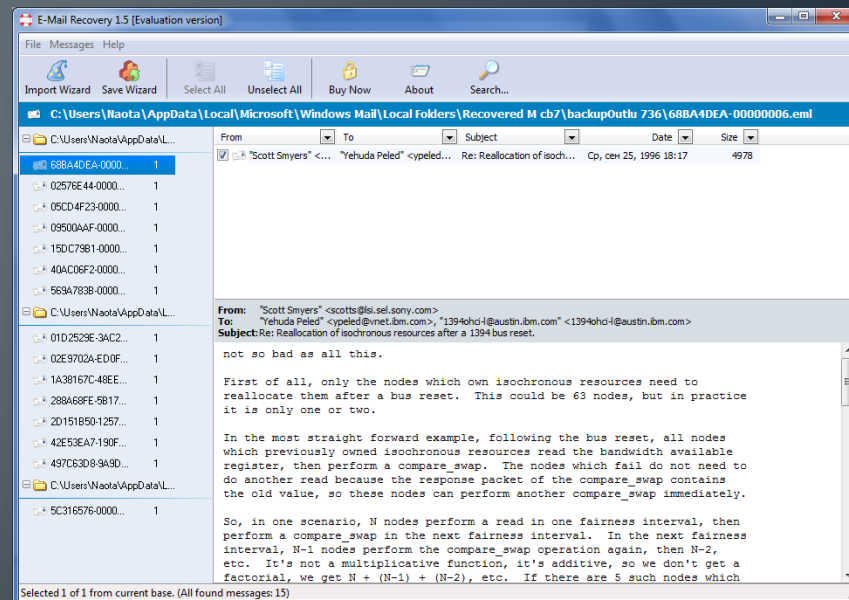 E-Mail Recovery 1.5 [Evaluation version]
File Messages Help
Import Wizard Save Wizard Select All Unselect All Buy Now About Search...
C:\Users\Naota\AppData\Local\Microsoft\Windows Mail\Local Folders\Recovered M cb7\backupOutlu 736\68BA4DEA-00000006.eml
C:\Users\Naota\AppData\L...
68BA4DEA-0000... 1
02576E44-0000... 1
05CD4F23-0000... 1
09500AAF-0000... 1
15DC79B1-0000... 1
40AC06F2-0000... 1
569A783B-0000... 1
C:\Users\Naota\AppData\L...
01D2529E-3AC2... 1
02E9702A-ED0F... 1
1A38167C-48EE... 1
288A68FE-5B17... 1
2D151B50-1257... 1
42E53EA7-190F... 1
497C63D8-9A9D... 1
C:\Users\Naota\AppData\L...
5C316576-0000... 1
From To Subject Date Size
"Scott Smyers" <... "Yehuda Peled" <ypeled... Re: Reallocation of isoch... Ср, сен 25, 1996 18:17 4978
From: "Scott Smyers" <scotts@lsi.sel.sony.com>
To: "Yehuda Peled" <ypeled@vnet.ibm.com>, "1394ohci-l@austin.ibm.com" <1394ohci-l@austin.ibm.com>
Subject: Re: Reallocation of isochronous resources after a 1394 bus reset.
not so bad as all this.
First of all, only the nodes which own isochronous resources need to
reallocate them after a bus reset. This could be 63 nodes, but in practice
it is only one or two.
In the most straight forward example, following the bus reset, all nodes
which previously owned isochronous resources read the bandwidth available
register, then perform a compare_swap. The nodes which fail do not need to
do another read because the response packet of the compare_swap contains
the old value, so these nodes can perform another compare_swap immediately.
So, in one scenario, N nodes perform a read in one fairness interval, then
perform a compare_swap in the next fairness interval. In the next fairness
interval, N-1 nodes perform the compare_swap operation again, then N-2,
etc. It's not a multiplicative function, it's additive, so we don't get a
factorial, we get N + (N-1) + (N-2), etc. If there are 5 such nodes which
Selected 1 of 1 from current base. (All found messages: 15)